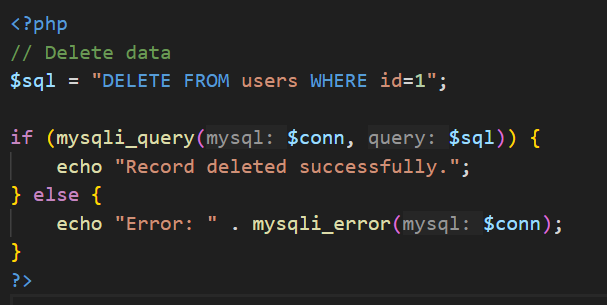 <?php
// Delete data
$sql = "DELETE FROM users WHERE id=1";

if (mysqli_query(mysql: $conn, query: $sql)) {
    echo "Record deleted successfully.";
} else {
    echo "Error: " . mysqli_error(mysql: $conn);
}
?>